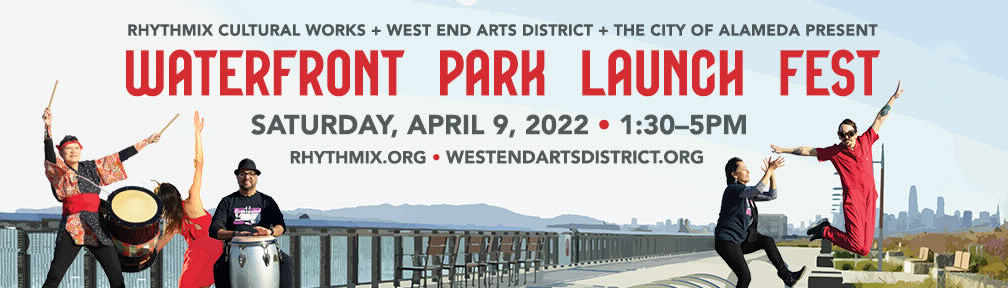 RHYTHMIX CULTURAL WORKS + WEST END ARTS DISTRICT + THE CITY OF ALAMEDA PRESENT
WATERFRONT PARK LAUNCH FEST
SATURDAY, APRIL 9, 2022 • 1:30–5PM
RHYTHMIX.ORG • WESTENDARTSDISTRICT.ORG